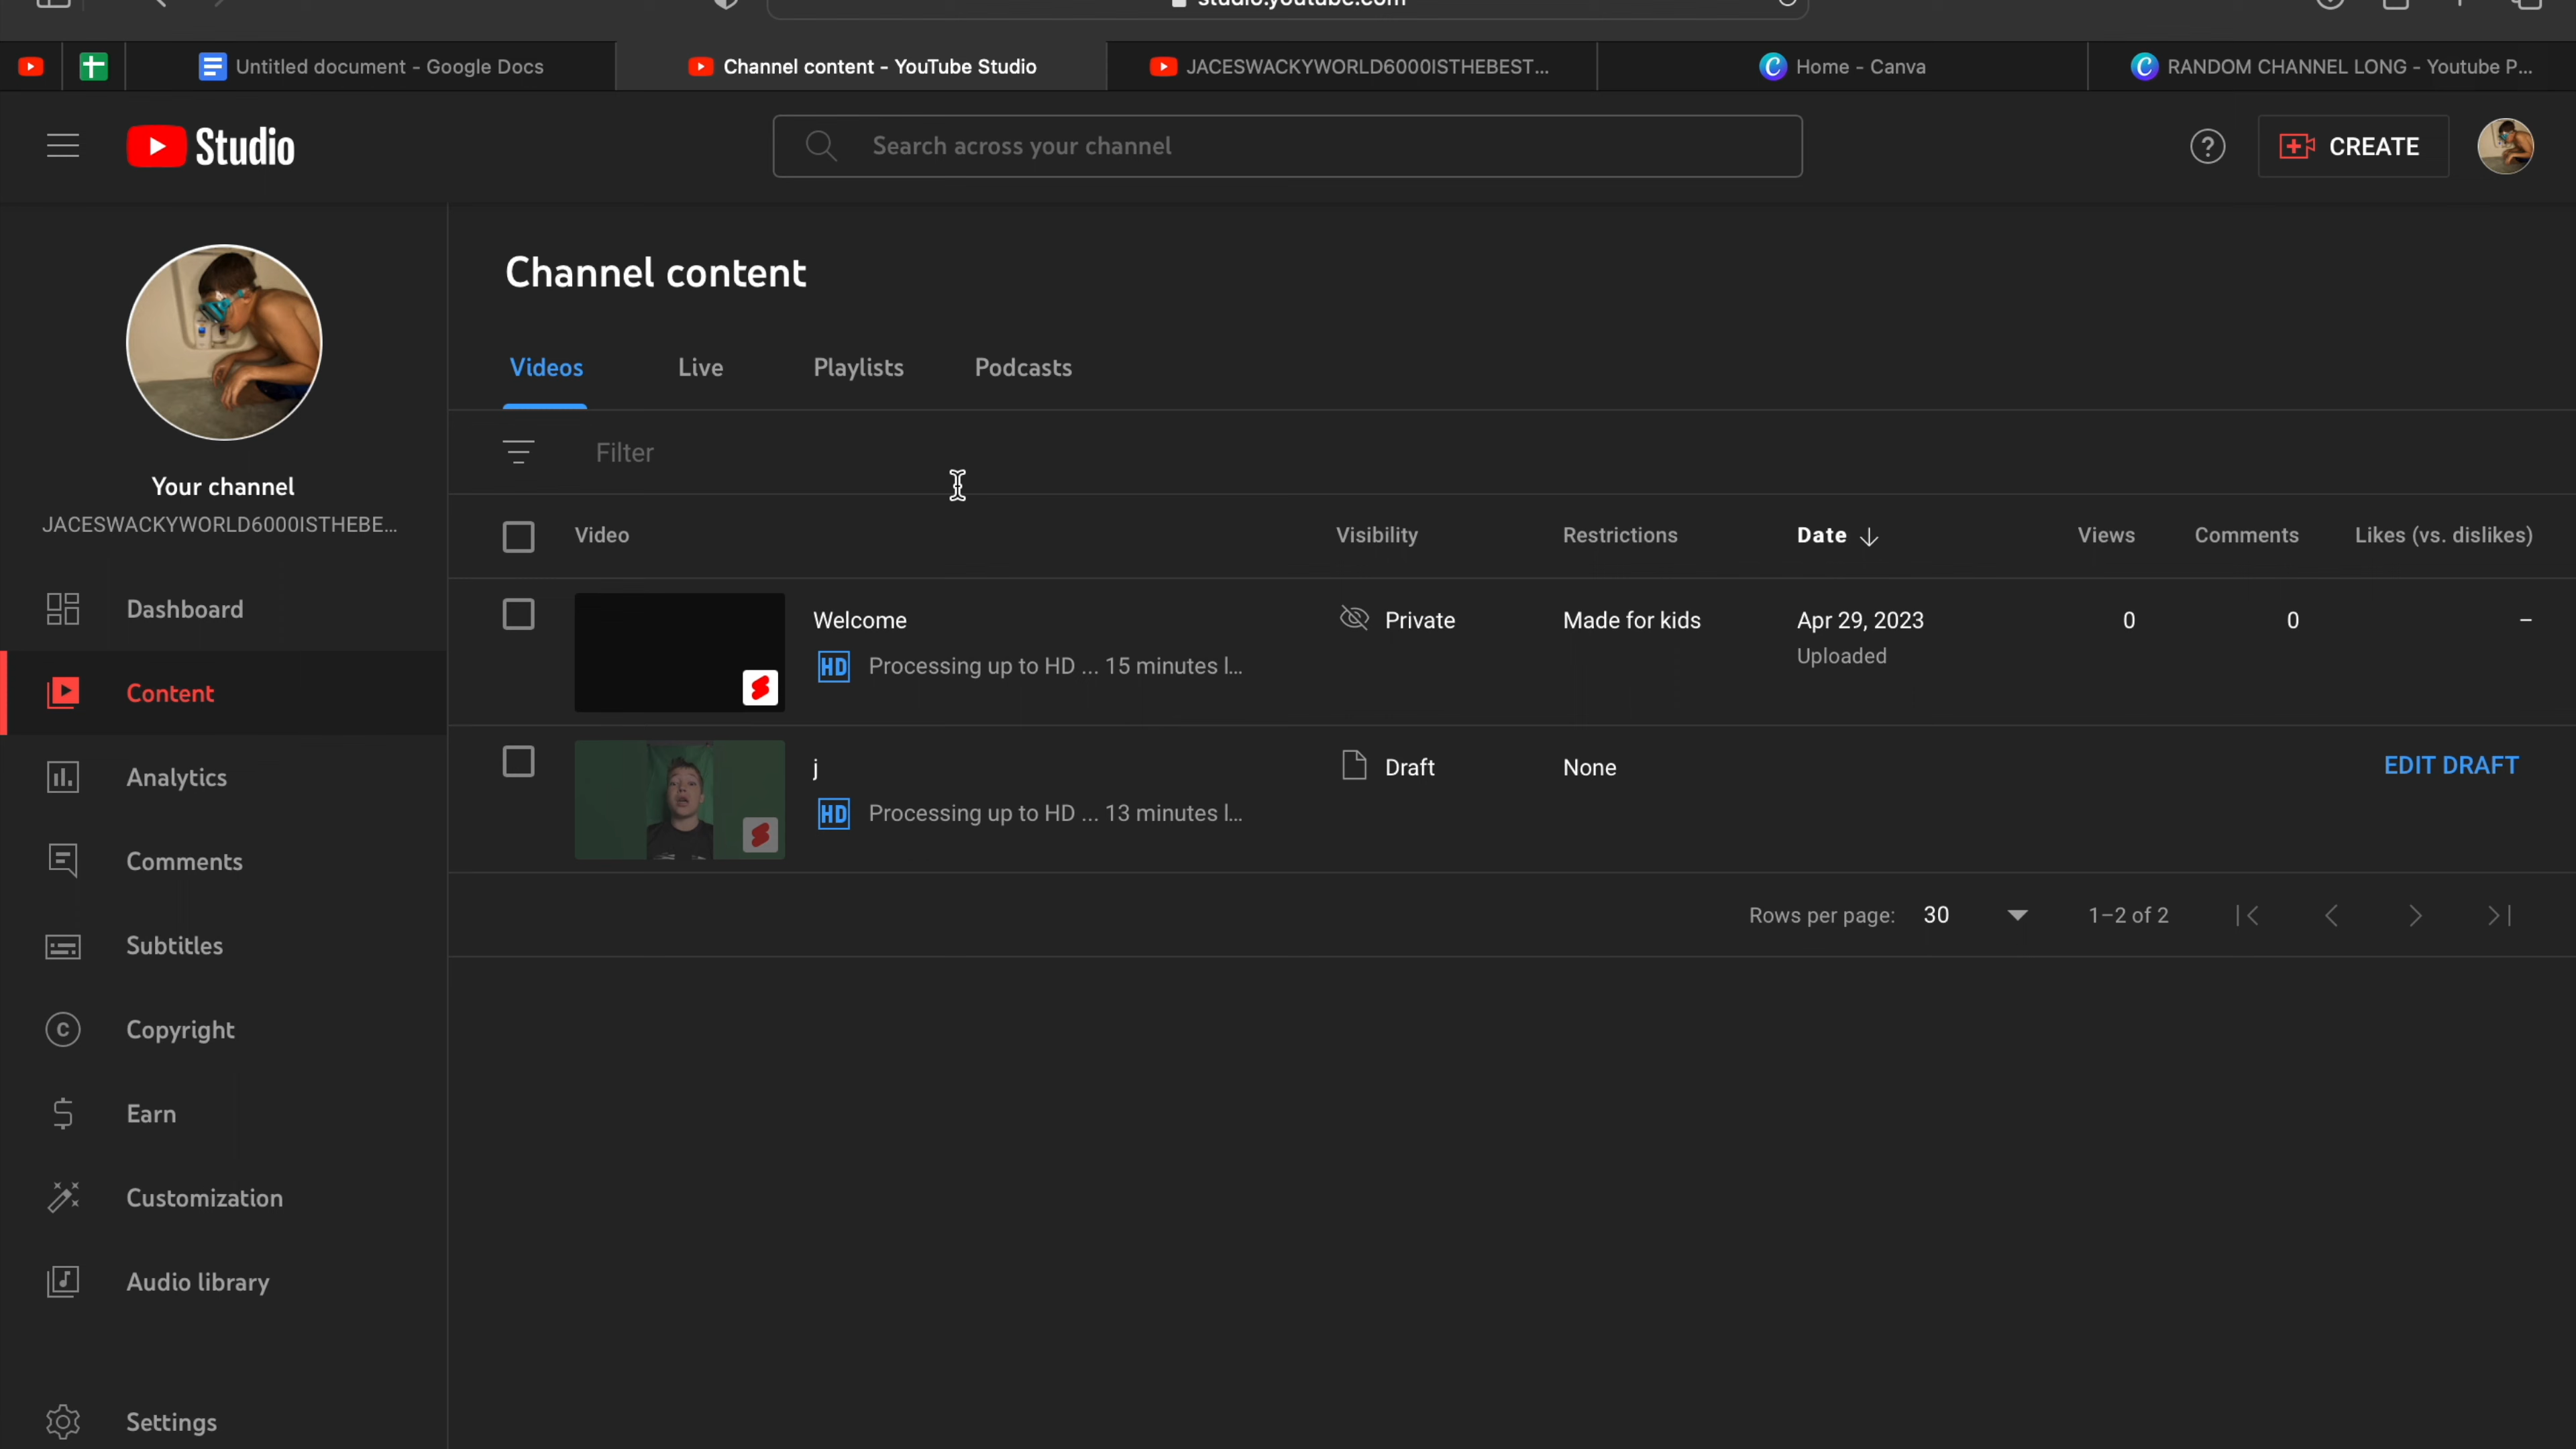 studio.youtube.com
Untitled document - Google Docs
Channel content - YouTube Studio
JACESWACKYWORLD6000ISTHEBEST...
Home - Canva
RANDOM CHANNEL LONG - Youtube P...
Studio
Search across your channel
CREATE
Channel content
Videos
Live
Playlists
Podcasts
Filter
Your channel
JACESWACKYWORLD6000ISTHEBE...
Video
Visibility
Restrictions
Date
Views
Comments
Likes (vs. dislikes)
Welcome
Private
Made for kids
Apr 29, 2023
0
0
–
HD Processing up to HD ... 15 minutes l...
Uploaded
j
Draft
None
EDIT DRAFT
HD Processing up to HD ... 13 minutes l...
Rows per page: 30
1–2 of 2
Dashboard
Content
Analytics
Comments
Subtitles
Copyright
Earn
Customization
Audio library
Settings